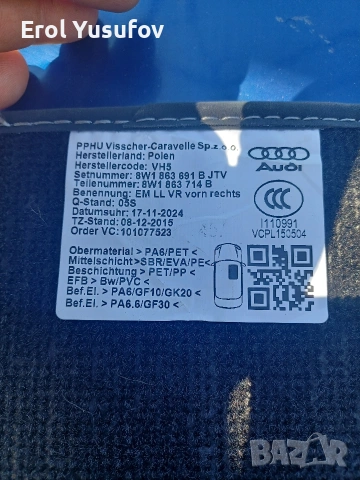 Erol Yusufov
PPHU Visscher-Caravelle Sp.z o.o.
Herstellerland: Polen
Herstellercode: VH5
Setnummer: 8W1 863 691 B JTV
Teilenummer: 8W1 863 714 B
Benennung: EM LL VR vorn rechts
Q-Stand: 05S
Datumsuhr: 17-11-2024
TZ-Stand: 08-12-2015
Order VC: 101077523
Audi
CCC
I110991
VCPL150504
Obermaterial > PA6/PET<
Mittelschicht>SBR/EVA/PE<
Beschichtung > PET/PP<
EFB > Bw/PVC<
Bef.El. > PA6/GF10/GK20 <
Bef.El. > PA6.6/GF30 <
BAZAR